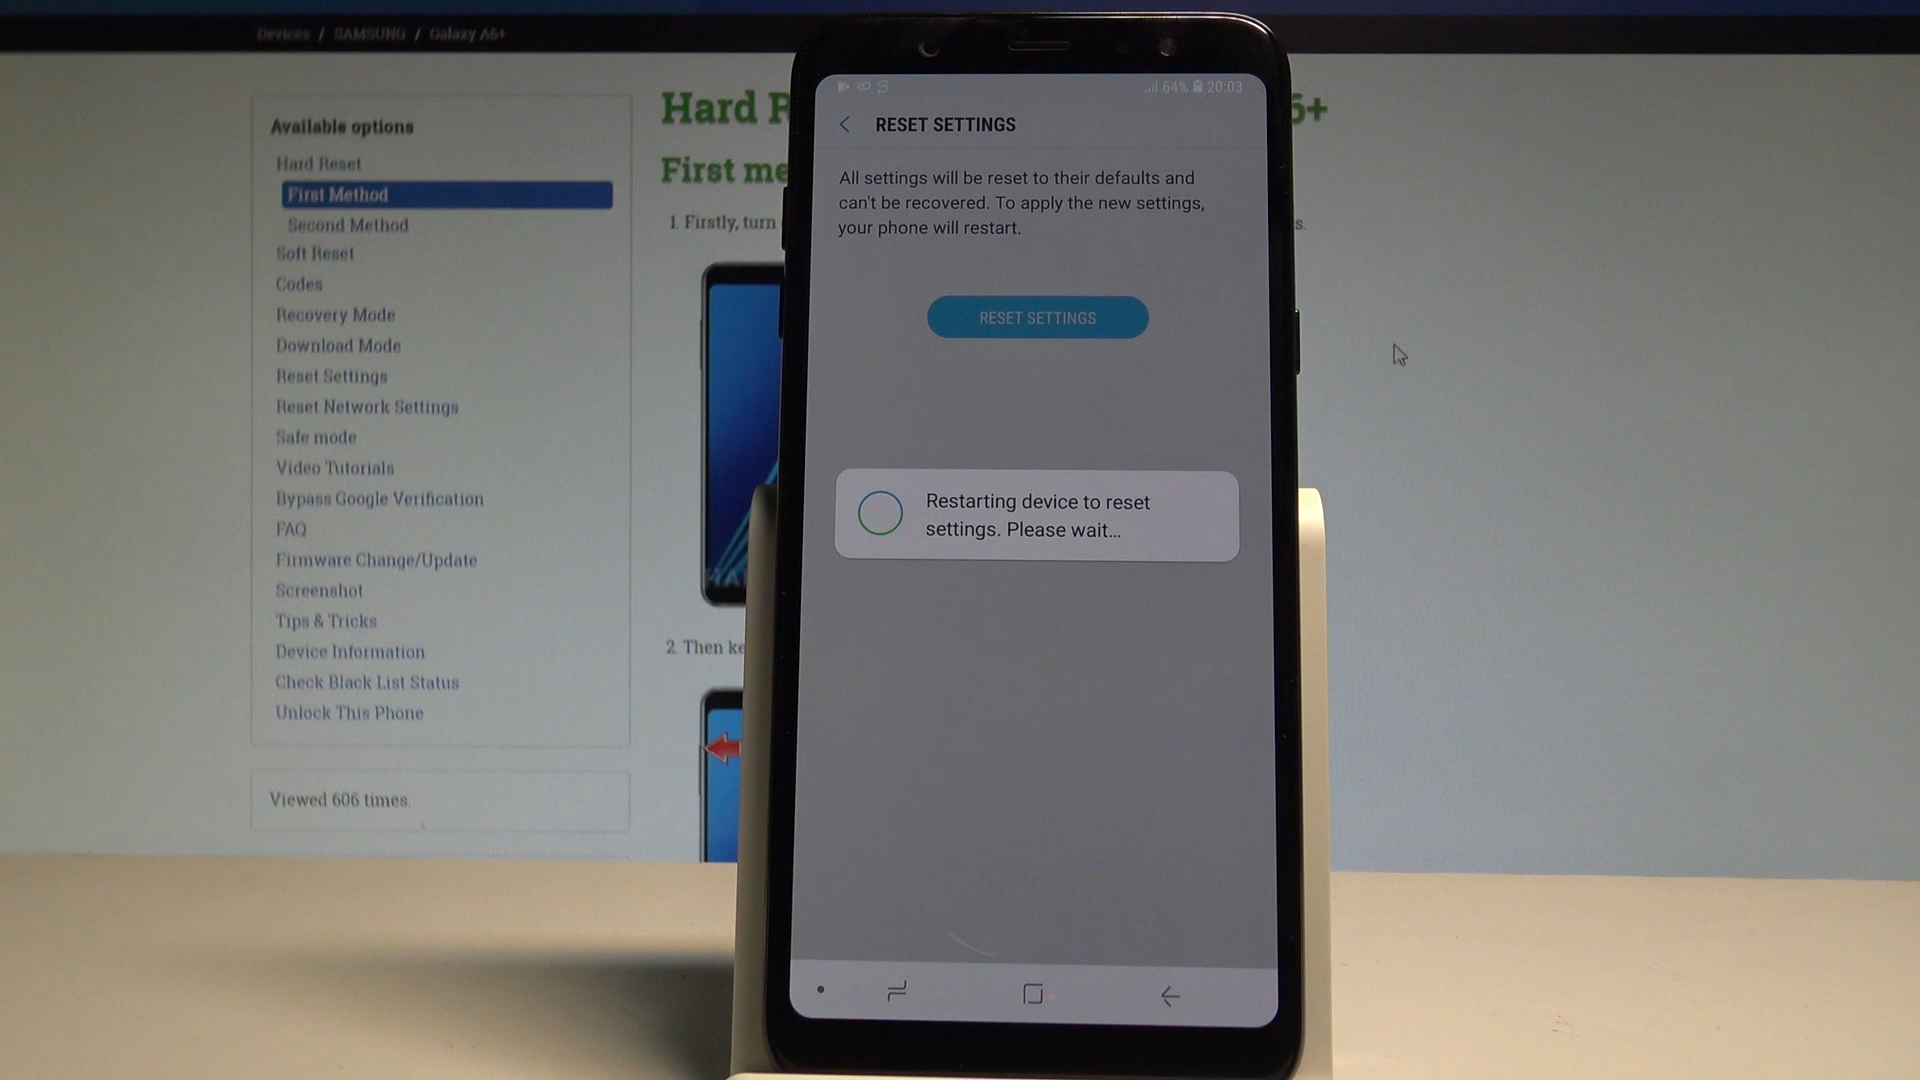 Devices / SAMSUNG / Galaxy A6+
Available options
Hard Reset
First Method
Second Method
Soft Reset
Codes
Recovery Mode
Download Mode
Reset Settings
Reset Network Settings
Safe mode
Video Tutorials
Bypass Google Verification
FAQ
Firmware Change/Update
Screenshot
Tips & Tricks
Device Information
Check Black List Status
Unlock This Phone
Viewed 606 times.
Hard R
6+
First me
1. Firstly, turn
s.
2. Then ke
64% 20:03
RESET SETTINGS
All settings will be reset to their defaults and
can't be recovered. To apply the new settings,
your phone will restart.
RESET SETTINGS
Restarting device to reset
settings. Please wait...